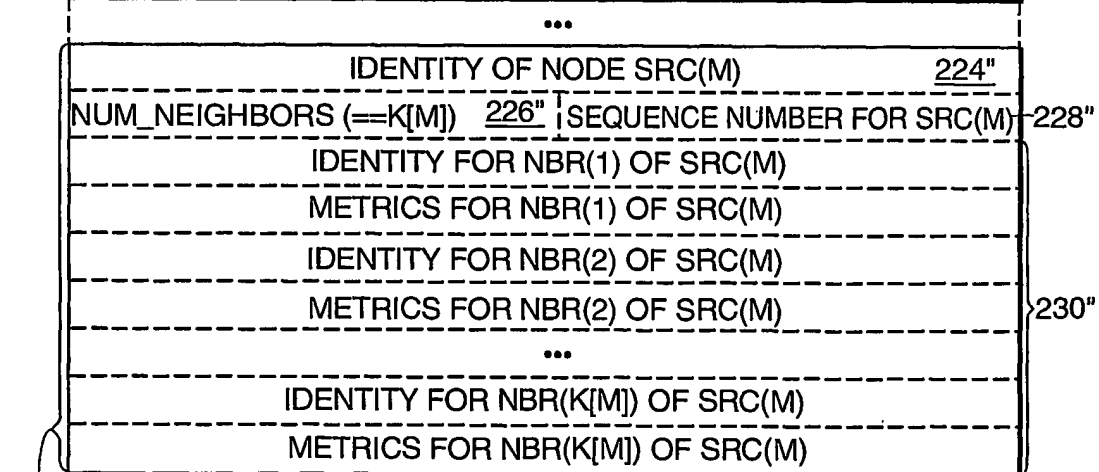 •••
IDENTITY OF NODE SRC(M) 224"
NUM_NEIGHBORS (==K[M]) 226" SEQUENCE NUMBER FOR SRC(M) 228"
IDENTITY FOR NBR(1) OF SRC(M)
METRICS FOR NBR(1) OF SRC(M)
IDENTITY FOR NBR(2) OF SRC(M)
METRICS FOR NBR(2) OF SRC(M)
230"
•••
IDENTITY FOR NBR(K[M]) OF SRC(M)
METRICS FOR NBR(K[M]) OF SRC(M)